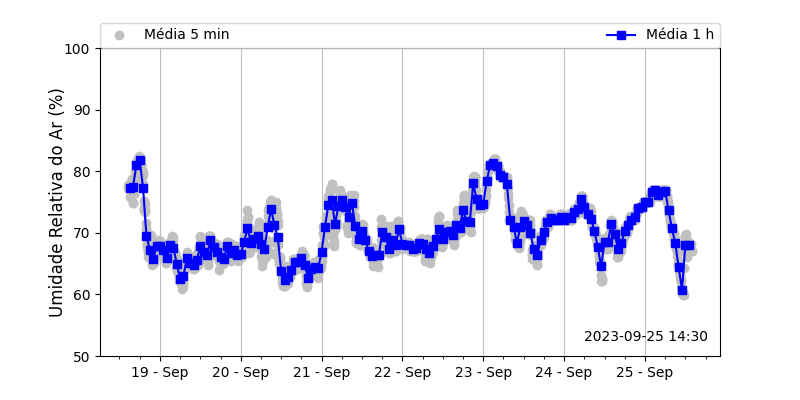 Média 5 min
Média 1 h
Umidade Relativa do Ar (%)
100
90
80
70
60
50
2023-09-25 14:30
19 - Sep
20 - Sep
21 - Sep
22 - Sep
23 - Sep
24 - Sep
25 - Sep